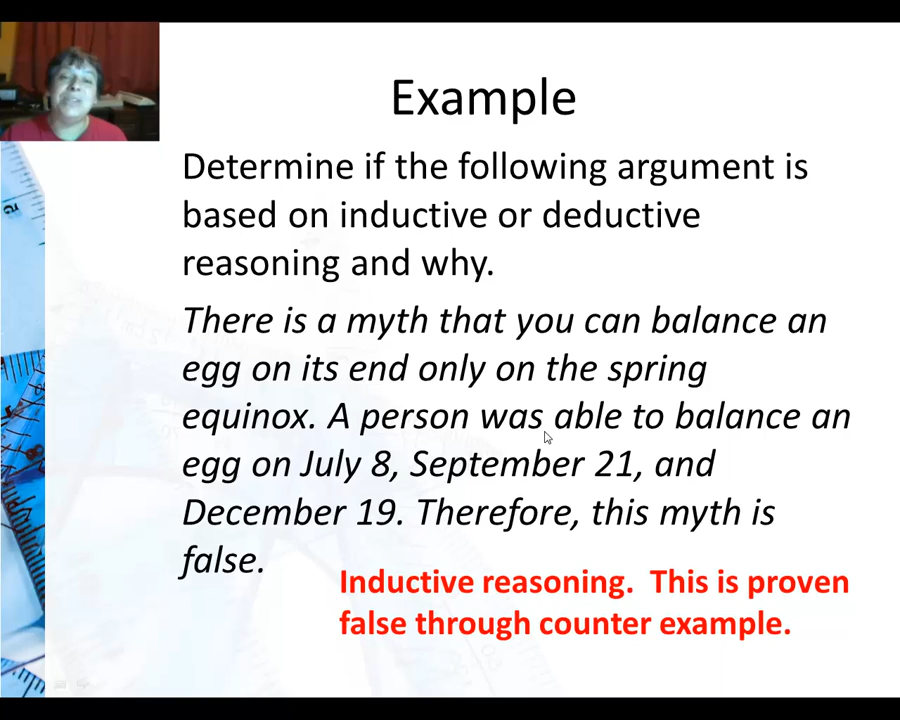 Example
Determine if the following argument is
based on inductive or deductive
reasoning and why.
There is a myth that you can balance an
egg on its end only on the spring
equinox. A person was able to balance an
egg on July 8, September 21, and
December 19. Therefore, this myth is
false.
Inductive reasoning.  This is proven
false through counter example.